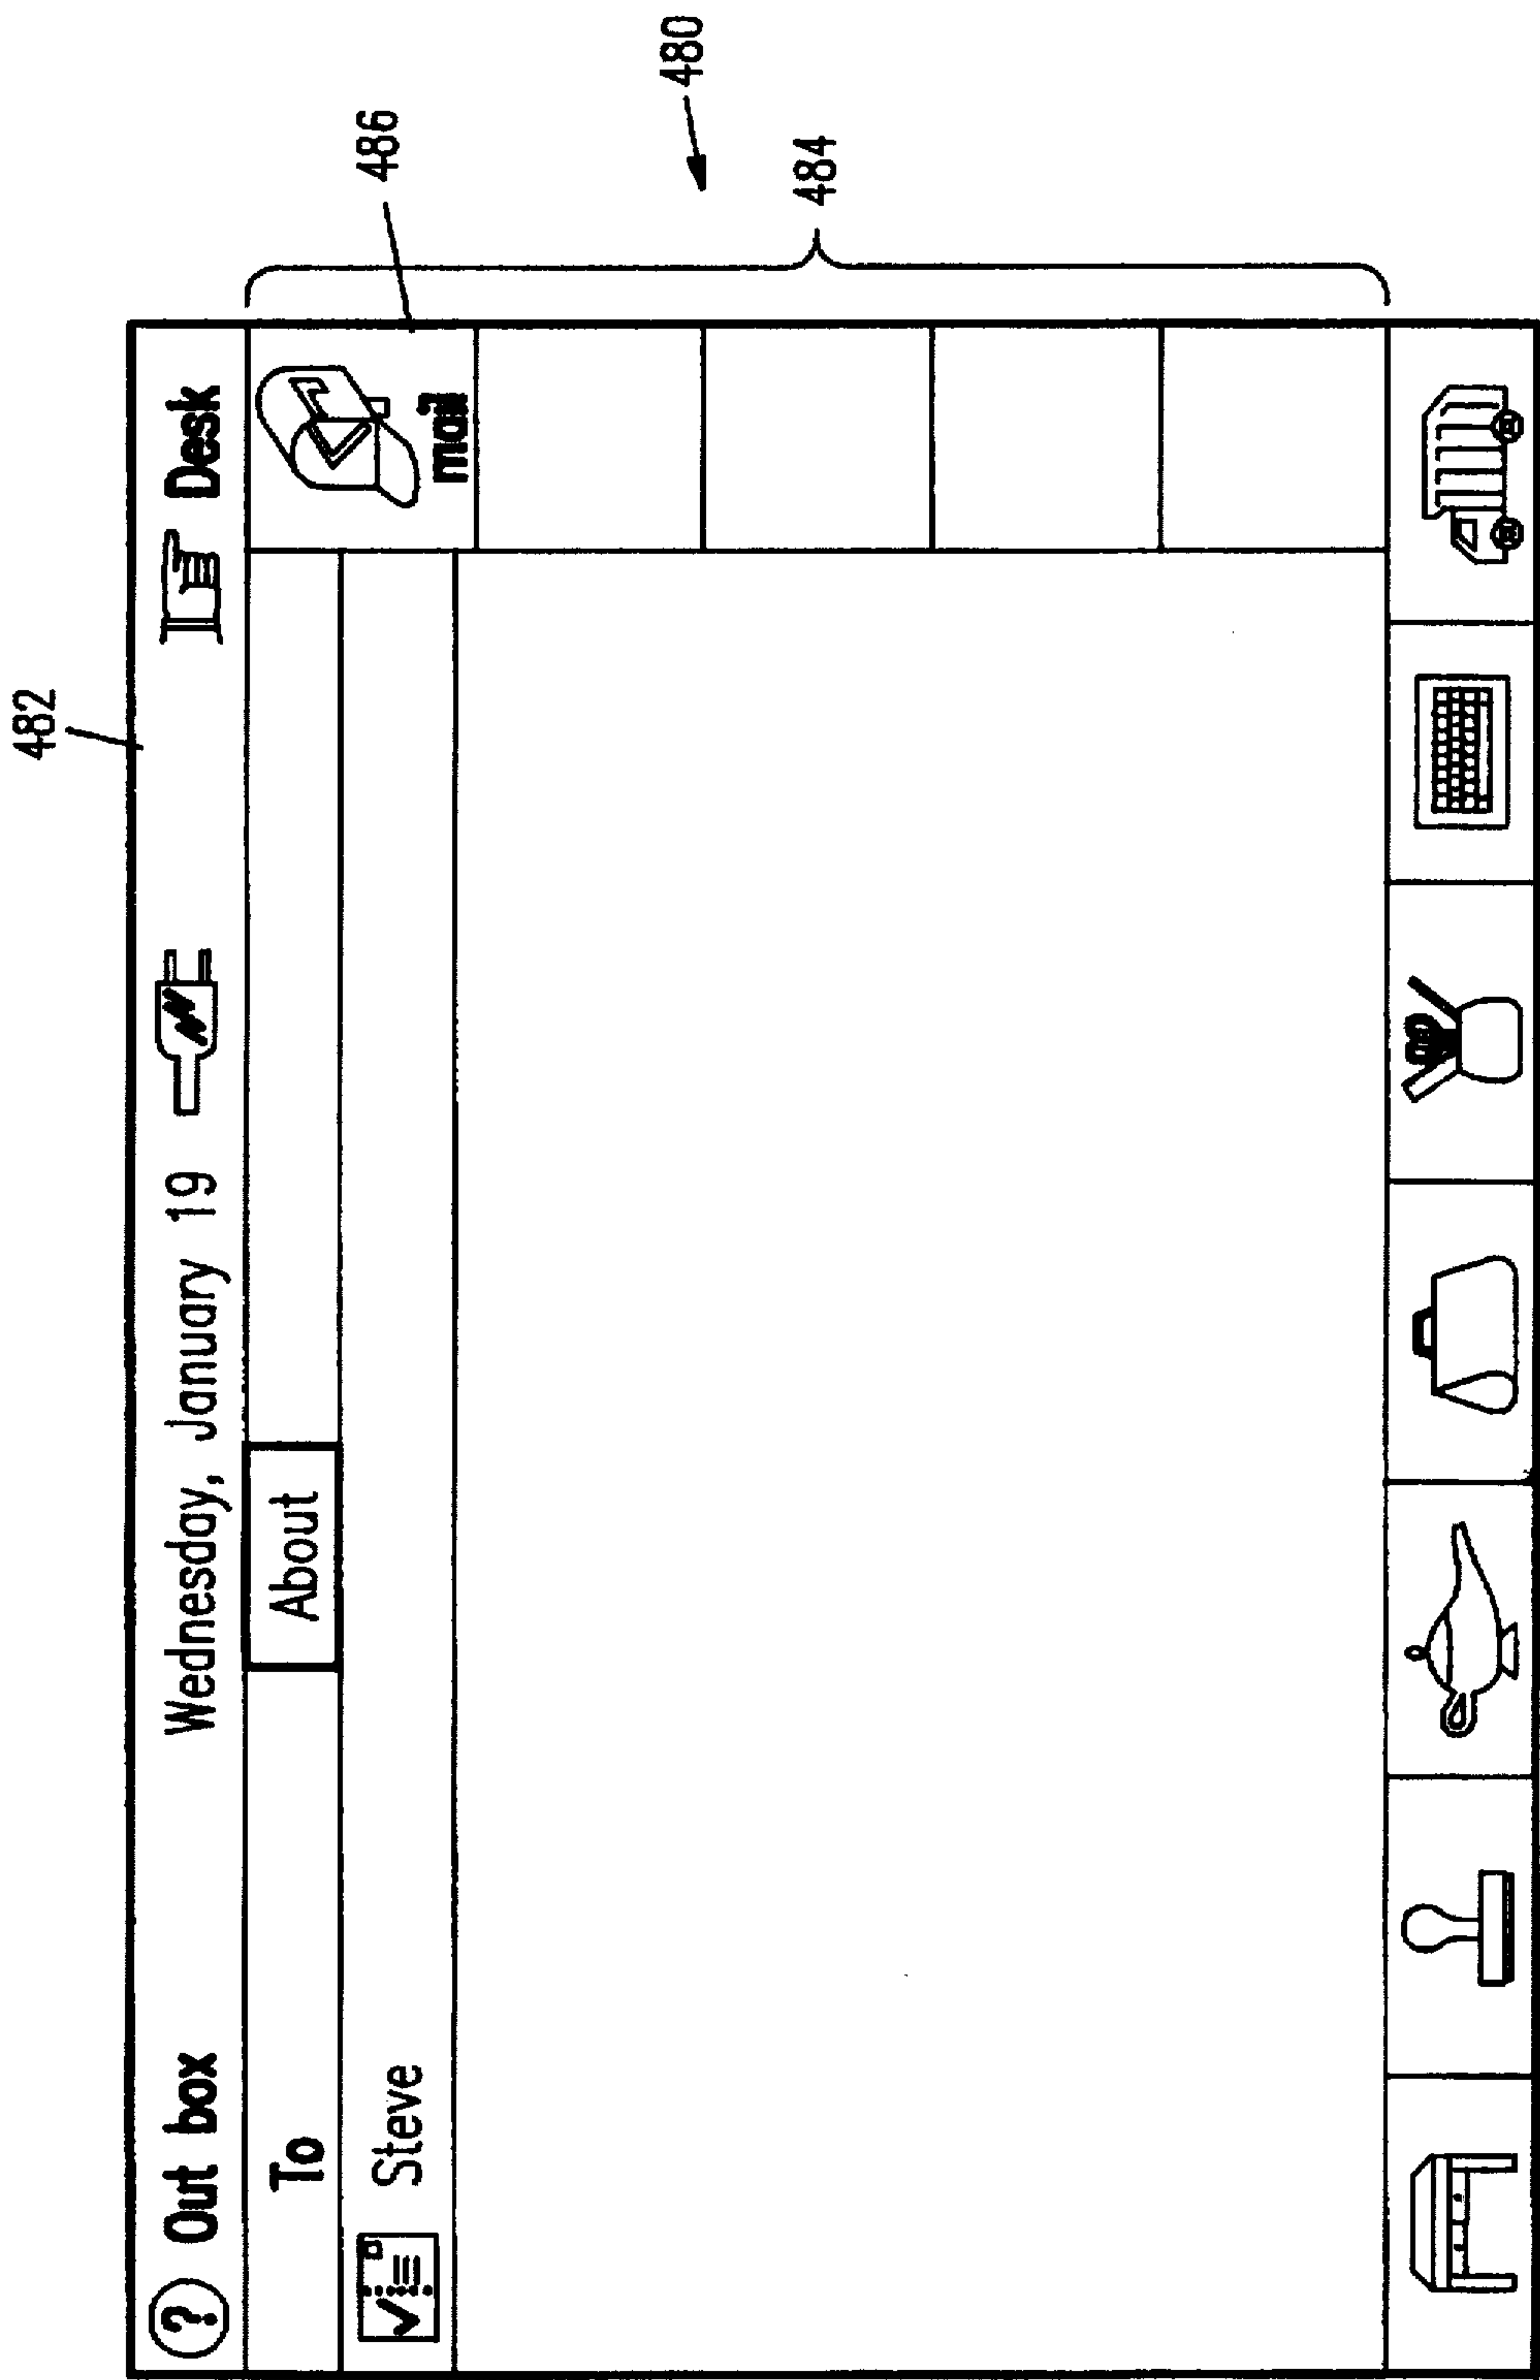 482
? Out box Wednesday, January 19 Desk
486
To About
mail
Steve
480
484